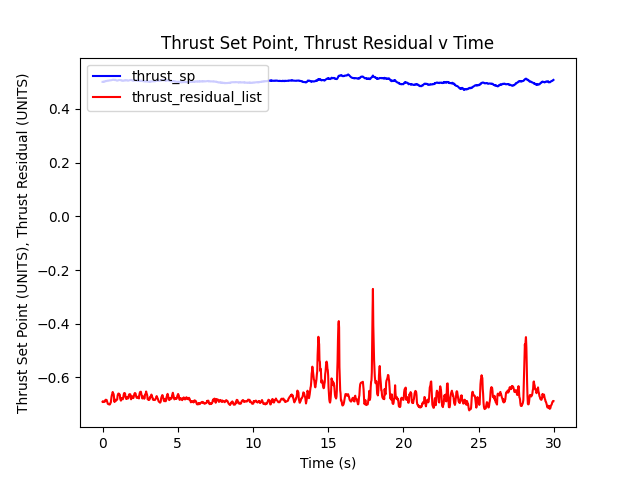 Thrust Set Point, Thrust Residual v Time
thrust_sp
thrust_residual_list
Thrust Set Point (UNITS), Thrust Residual (UNITS)
0.4
0.2
0.0
−0.2
−0.4
−0.6
0 5 10 15 20 25 30
Time (s)